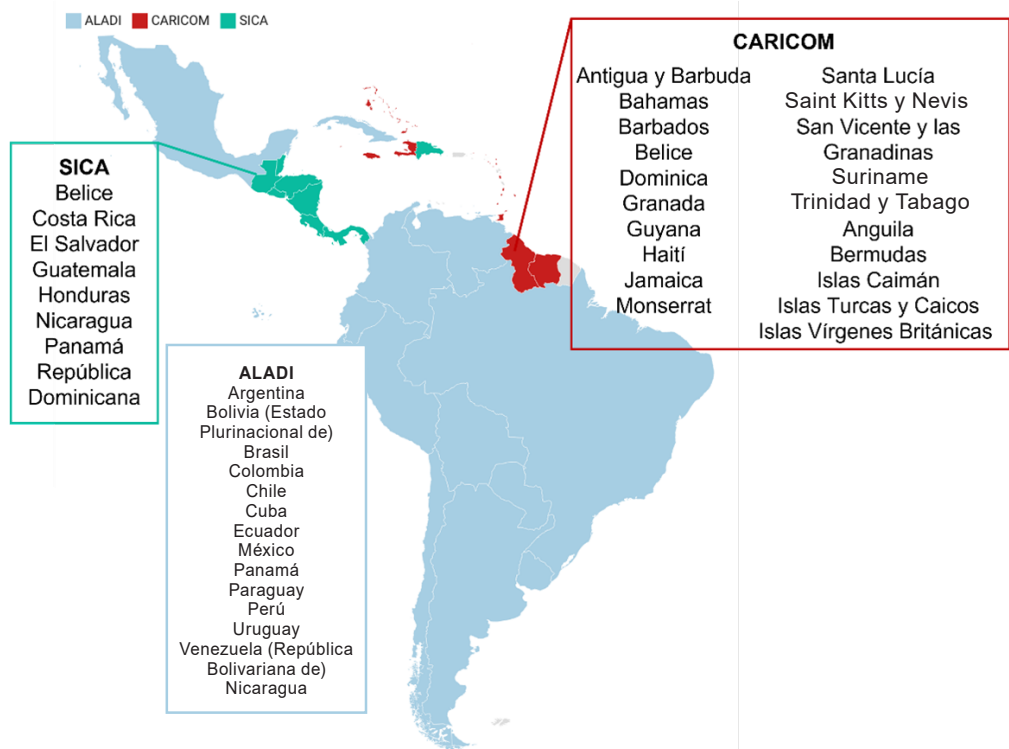 ALADI CARICOM SICA
CARICOM
Antigua y Barbuda
Bahamas
Barbados
Belice
Dominica
Granada
Guyana
Haití
Jamaica
Monserrat
Santa Lucía
Saint Kitts y Nevis
San Vicente y las
Granadinas
Suriname
Trinidad y Tabago
Anguila
Bermudas
Islas Caimán
Islas Turcas y Caicos
Islas Vírgenes Británicas
SICA
Belice
Costa Rica
El Salvador
Guatemala
Honduras
Nicaragua
Panamá
República
Dominicana
ALADI
Argentina
Bolivia (Estado
Plurinacional de)
Brasil
Colombia
Chile
Cuba
Ecuador
México
Panamá
Paraguay
Perú
Uruguay
Venezuela (República
Bolivariana de)
Nicaragua